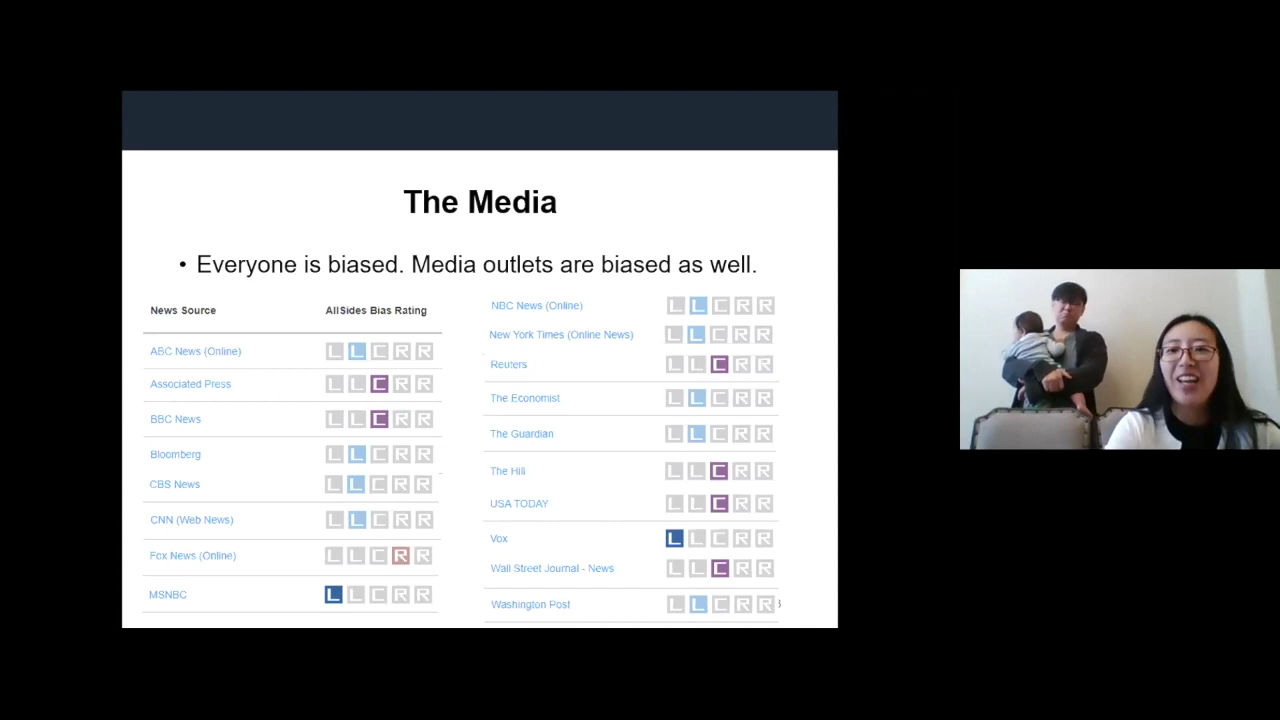 The Media
• Everyone is biased. Media outlets are biased as well.
News Source AllSides Bias Rating
ABC News (Online) L L C R R
Associated Press L L C R R
BBC News L L C R R
Bloomberg L L C R R
CBS News L L C R R
CNN (Web News) L L C R R
Fox News (Online) L L C R R
MSNBC L L C R R
NBC News (Online) L L C R R
New York Times (Online News) L L C R R
Reuters L L C R R
The Economist L L C R R
The Guardian L L C R R
The Hill L L C R R
USA TODAY L L C R R
Vox L L C R R
Wall Street Journal - News L L C R R
Washington Post L L C R R
3